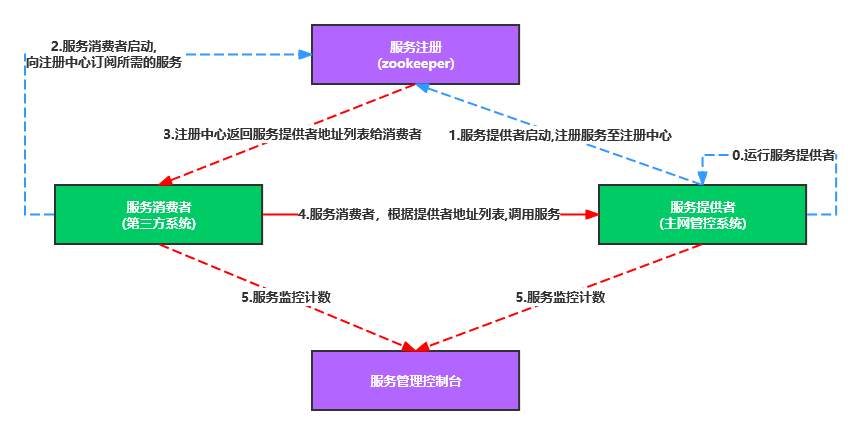 2.服务消费者启动,
向注册中心订阅所需的服务
服务注册
(zookeeper)
3.注册中心返回服务提供者地址列表给消费者
1.服务提供者启动,注册服务至注册中心
0.运行服务提供者
服务消费者
(第三方系统)
4.服务消费者，根据提供者地址列表,调用服务
服务提供者
(主网管控系统)
5.服务监控计数
5.服务监控计数
服务管理控制台